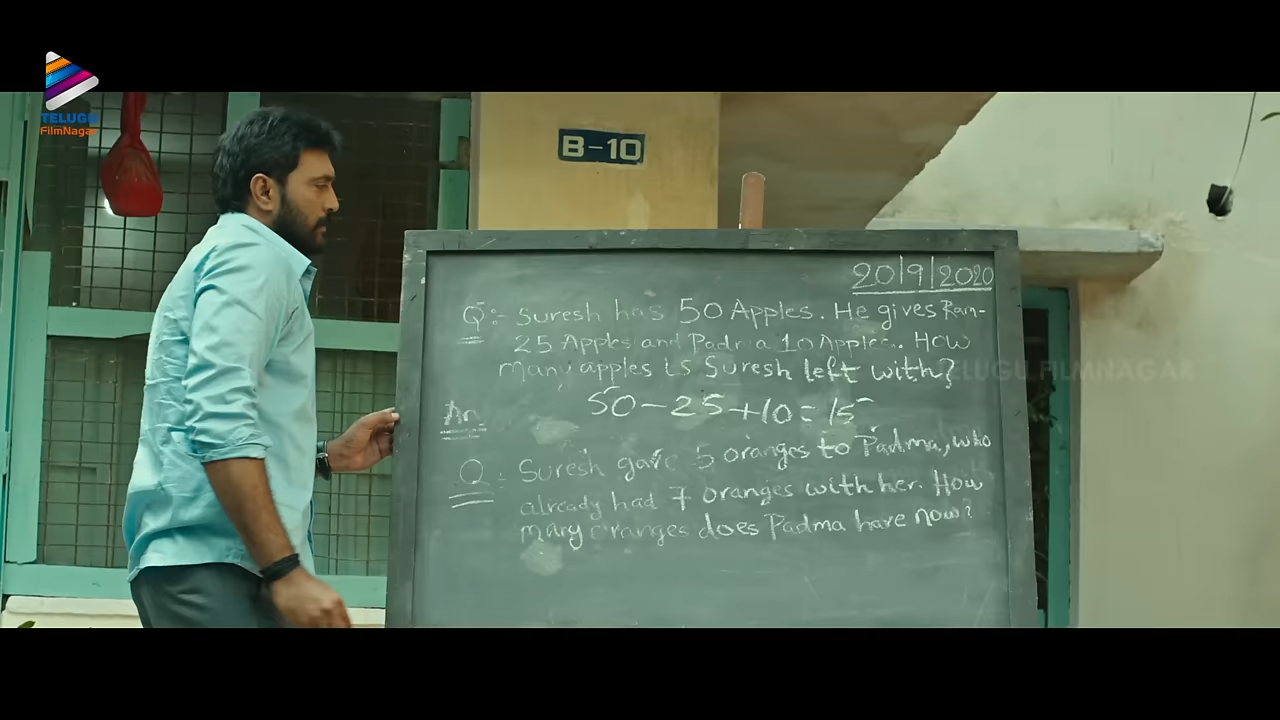 TELUGU
FilmNagar
B-10
20/9/2020
Q:- Suresh has 50 Apples. He gives Ram-
25 Apples and Padma 10 Apples. How
many apples is Suresh left with?
TELUGU FILMNAGAR
An
50-25+10=15
Q:- Suresh gave 5 oranges to Padma, who
already had 7 oranges with her. How
many oranges does Padma have now?